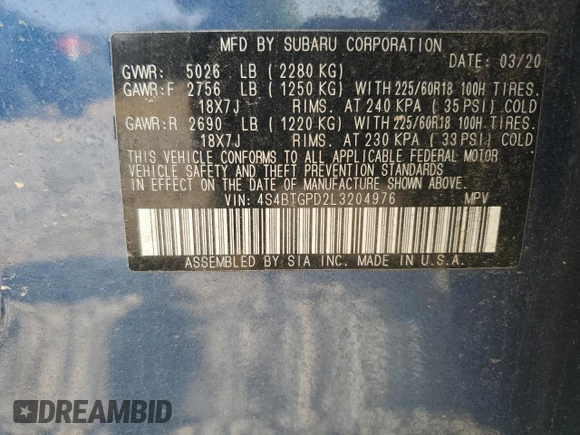 MFD BY SUBARU CORPORATION
DATE: 03/20
GVWR: 5026 LB ( 2280 KG)
GAWR:F 2756 LB ( 1250 KG) WITH 225/60R18 100H TIRES.
18X7J RIMS. AT 240 KPA ( 35 PSI) COLD
GAWR:R 2690 LB ( 1220 KG) WITH 225/60R18 100H TIRES.
18X7J RIMS. AT 230 KPA ( 33 PSI) COLD
THIS VEHICLE CONFORMS TO ALL APPLICABLE FEDERAL MOTOR
VEHICLE SAFETY AND THEFT PREVENTION STANDARDS
IN EFFECT ON THE DATE OF MANUFACTURE SHOWN ABOVE.
VIN: 4S4BTGPD2L3204976 MPV
ASSEMBLED BY SIA INC. MADE IN U.S.A.
DREAMBID